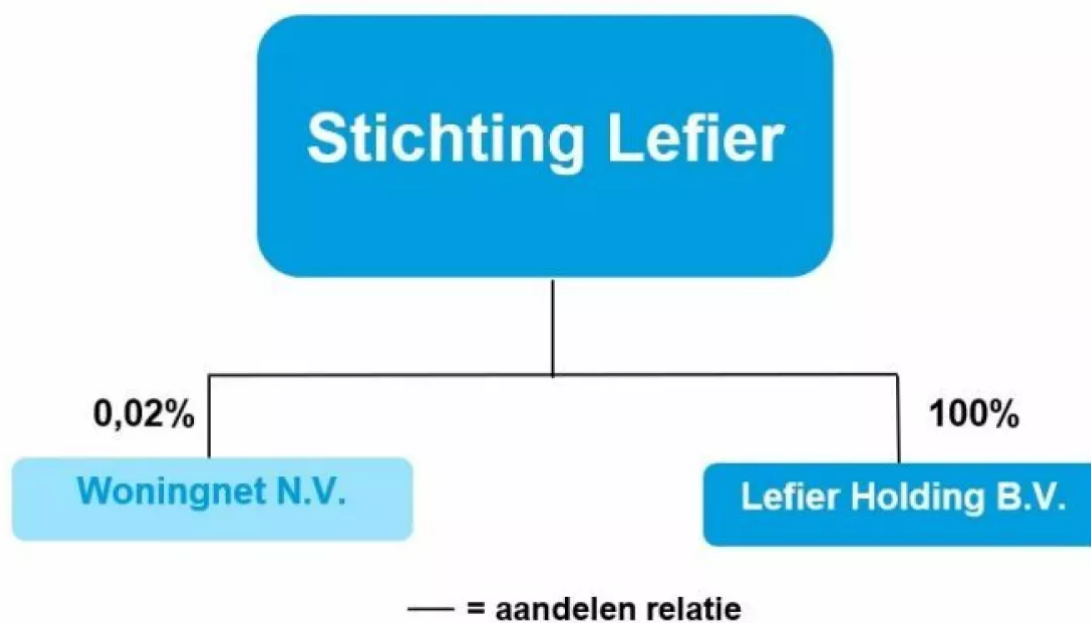 Stichting Lefier
0,02%
100%
Woningnet N.V.
Lefier Holding B.V.
= aandelen relatie